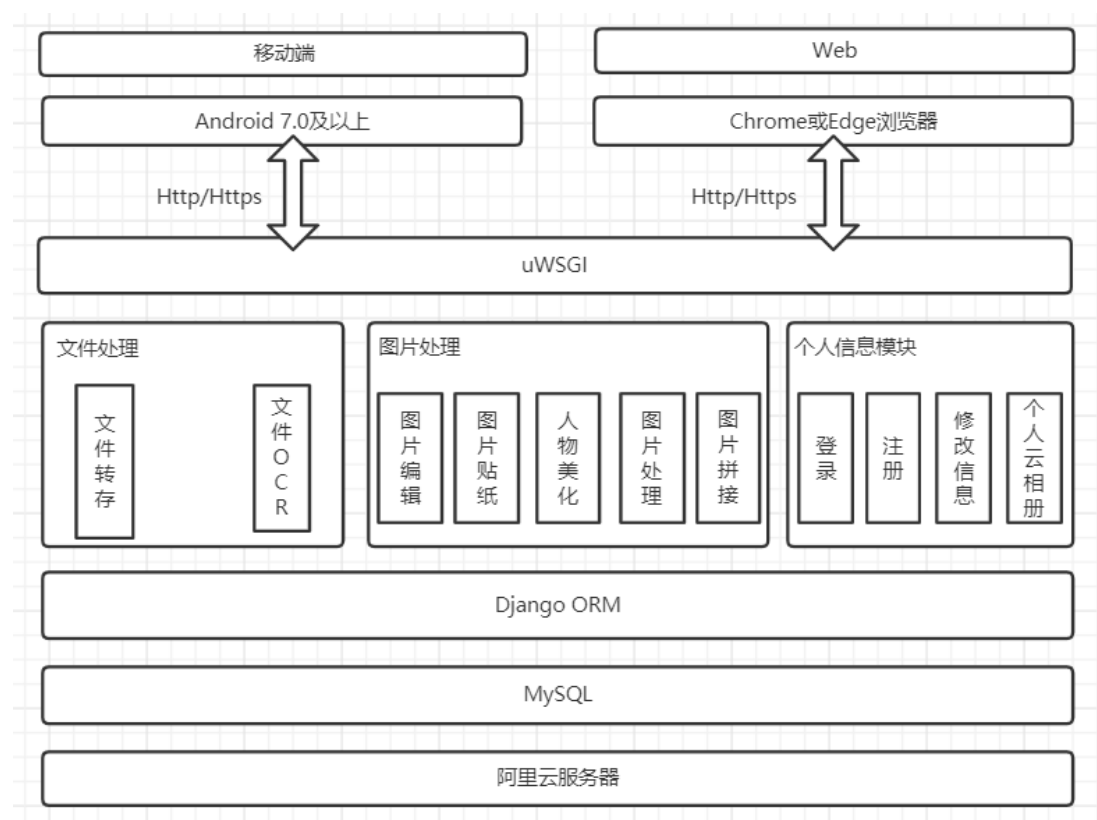 移动端
Web
Android 7.0及以上
Chrome或Edge浏览器
Http/Https
Http/Https
uWSGI
文件处理
文件转存
文件OCR
图片处理
图片编辑
图片贴纸
人物美化
图片处理
图片拼接
个人信息模块
登录
注册
修改信息
个人云相册
Django ORM
MySQL
阿里云服务器